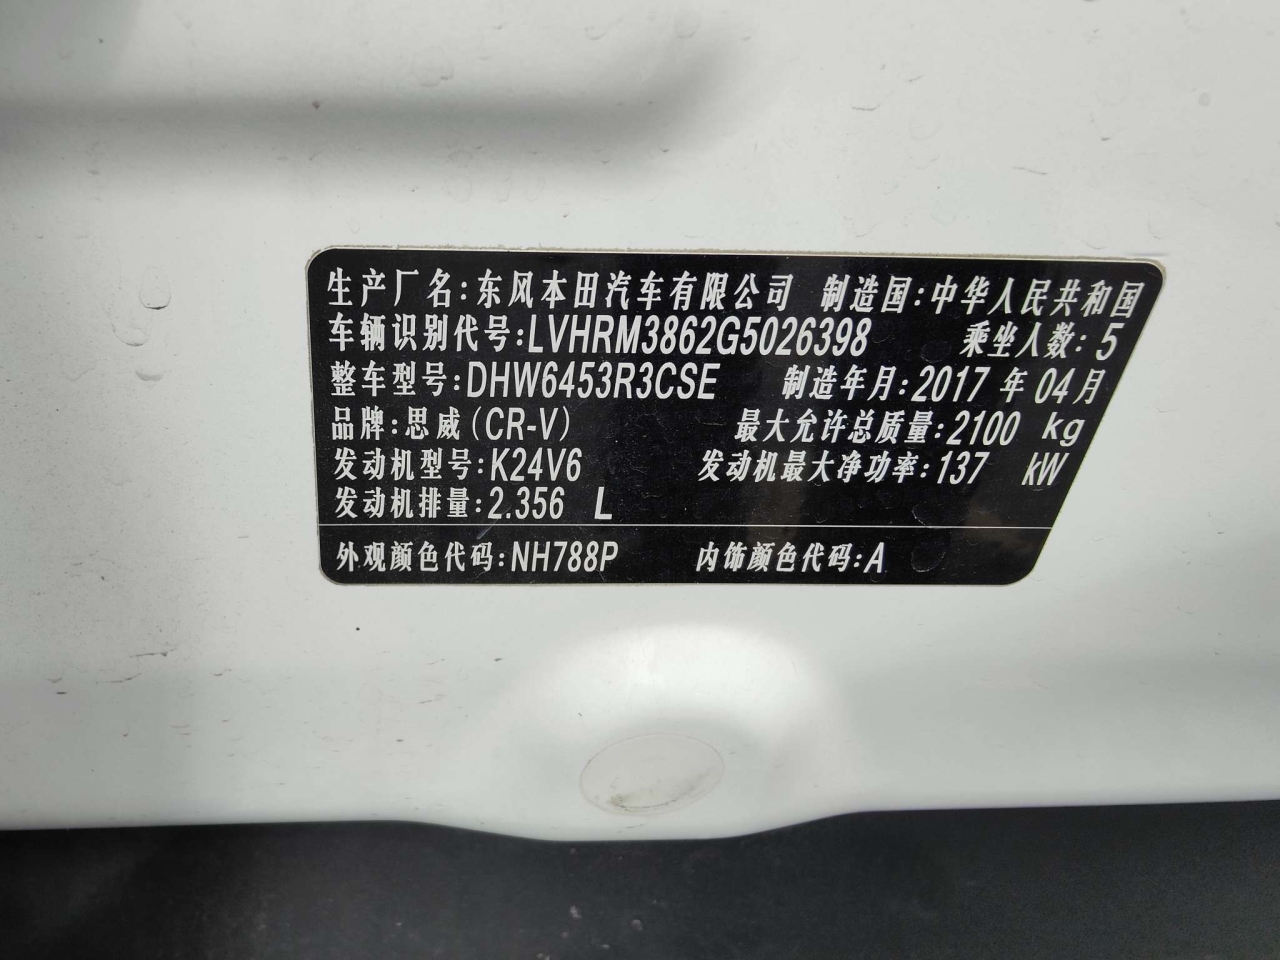 生产厂名:东风本田汽车有限公司 制造国:中华人民共和国
车辆识别代号:LVHRM3862G5026398 乘坐人数:5
整车型号:DHW6453R3CSE 制造年月:2017 年 04 月
品牌:思威(CR-V) 最大允许总质量:2100 kg
发动机型号:K24V6 发动机最大净功率:137 kW
发动机排量:2.356 L
外观颜色代码:NH788P 内饰颜色代码:A